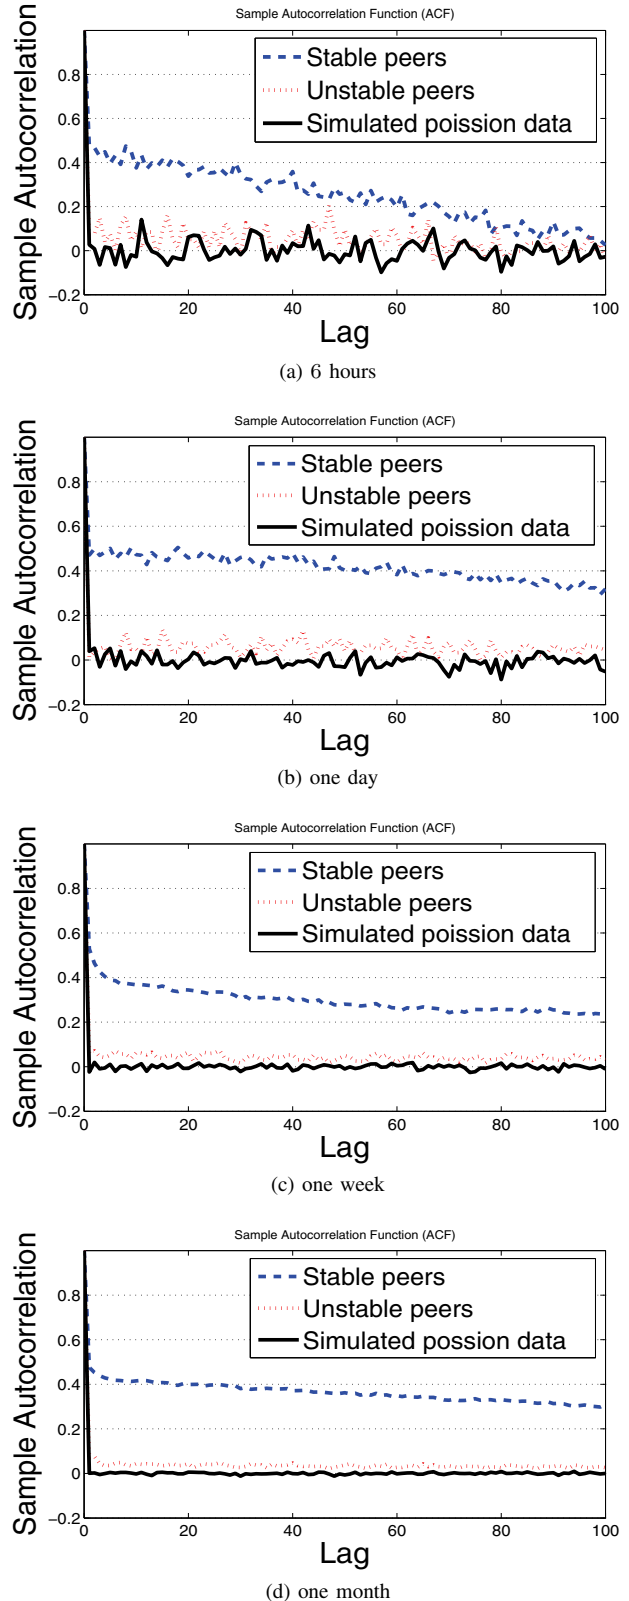 Sample Autocorrelation Function (ACF)
Sample Autocorrelation
0.8
0.6
0.4
0.2
0
−0.2
Stable peers
Unstable peers
Simulated poission data
0 20 40 60 80 100
Lag
(a) 6 hours
Sample Autocorrelation Function (ACF)
Sample Autocorrelation
0.8
0.6
0.4
0.2
0
−0.2
Stable peers
Unstable peers
Simulated poission data
0 20 40 60 80 100
Lag
(b) one day
Sample Autocorrelation Function (ACF)
Sample Autocorrelation
0.8
0.6
0.4
0.2
0
−0.2
Stable peers
Unstable peers
Simulated poission data
0 20 40 60 80 100
Lag
(c) one week
Sample Autocorrelation Function (ACF)
Sample Autocorrelation
0.8
0.6
0.4
0.2
0
−0.2
Stable peers
Unstable peers
Simulated possion data
0 20 40 60 80 100
Lag
(d) one month